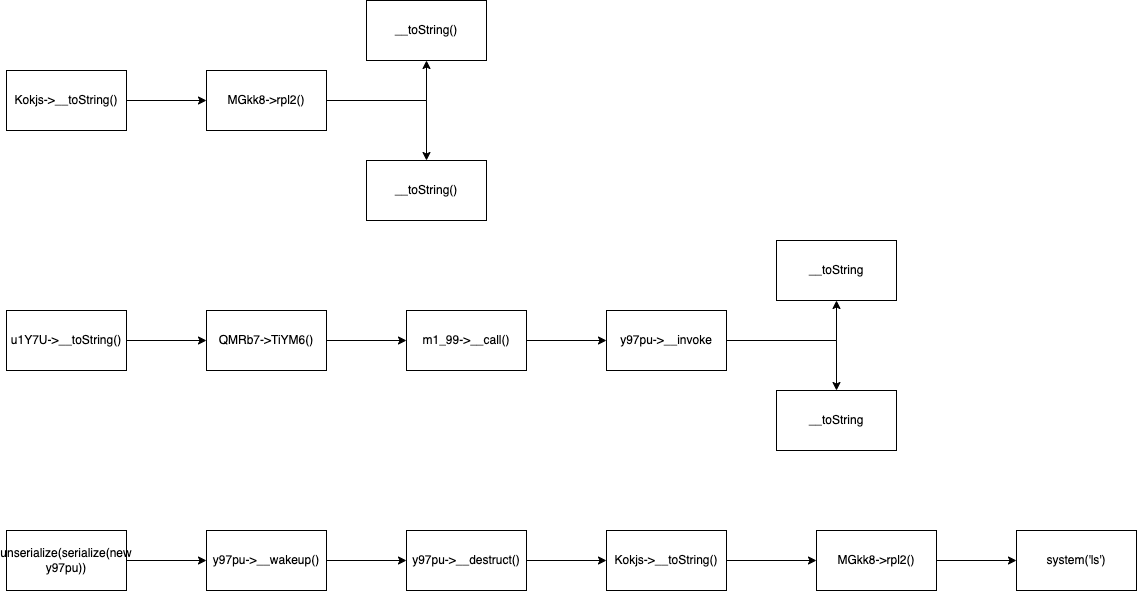 __toString()
Kokjs->__toString()
MGkk8->rpl2()
__toString()
__toString
u1Y7U->__toString()
QMRb7->TiYM6()
m1_99->__call()
y97pu->__invoke
__toString
unserialize(serialize(new
y97pu))
y97pu->__wakeup()
y97pu->__destruct()
Kokjs->__toString()
MGkk8->rpl2()
system('ls')